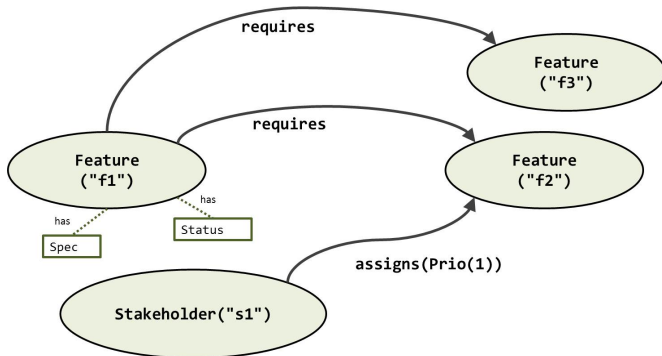 requires
Feature
("f3")
requires
Feature
("f1")
Feature
("f2")
has
has
Spec
Status
assigns(Prio(1))
Stakeholder("s1")